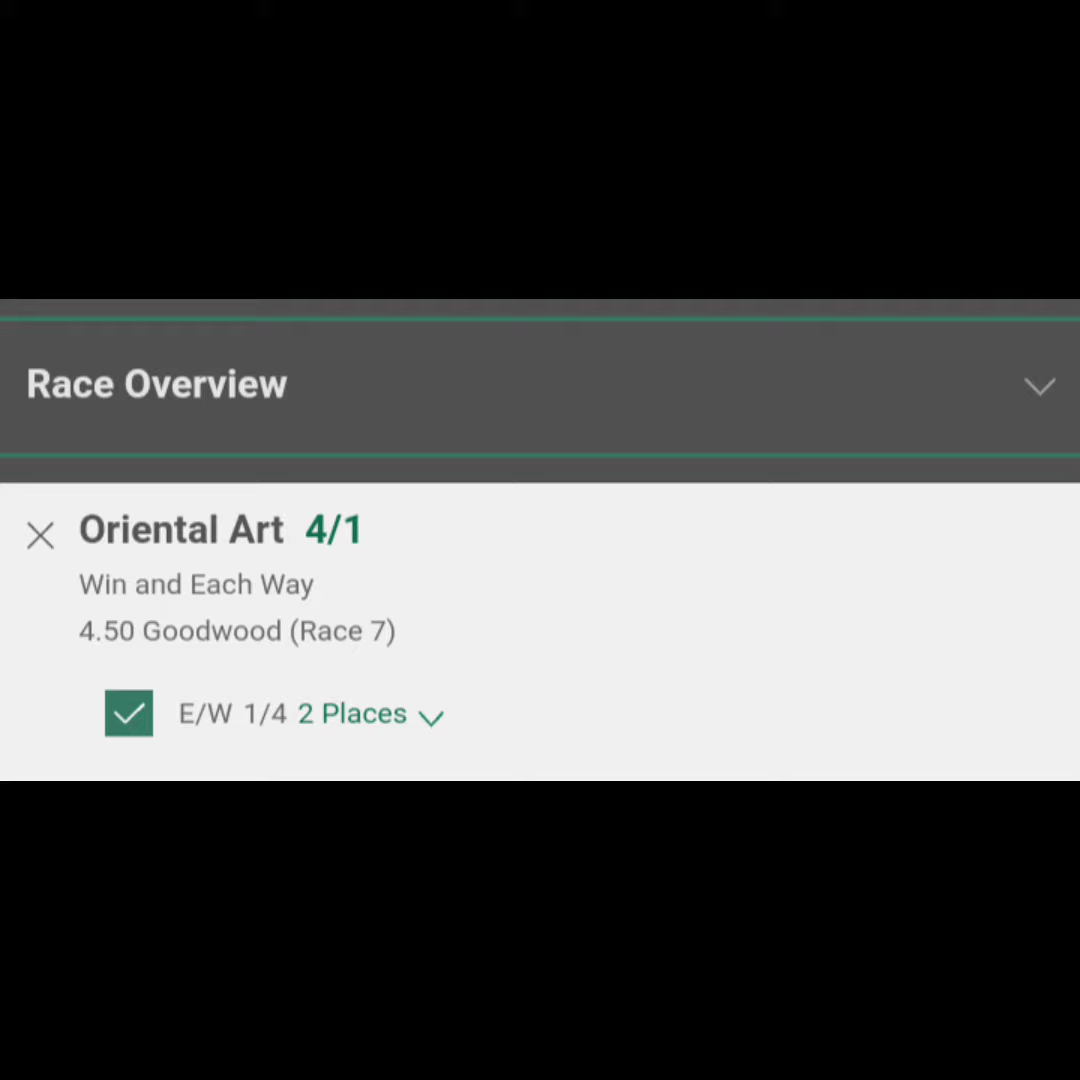 Race Overview
Oriental Art 4/1
Win and Each Way
4.50 Goodwood (Race 7)
E/W 1/4 2 Places